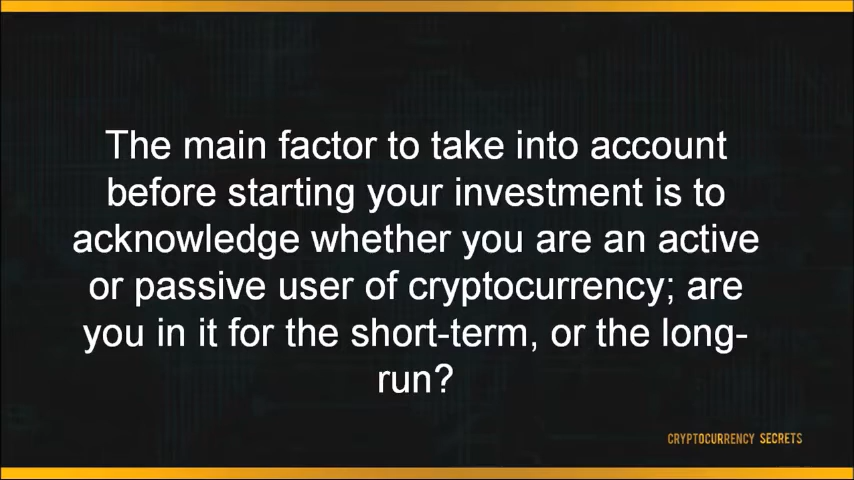 The main factor to take into account
before starting your investment is to
acknowledge whether you are an active
or passive user of cryptocurrency; are
you in it for the short-term, or the long-
run?
CRYPTOCURRENCY SECRETS